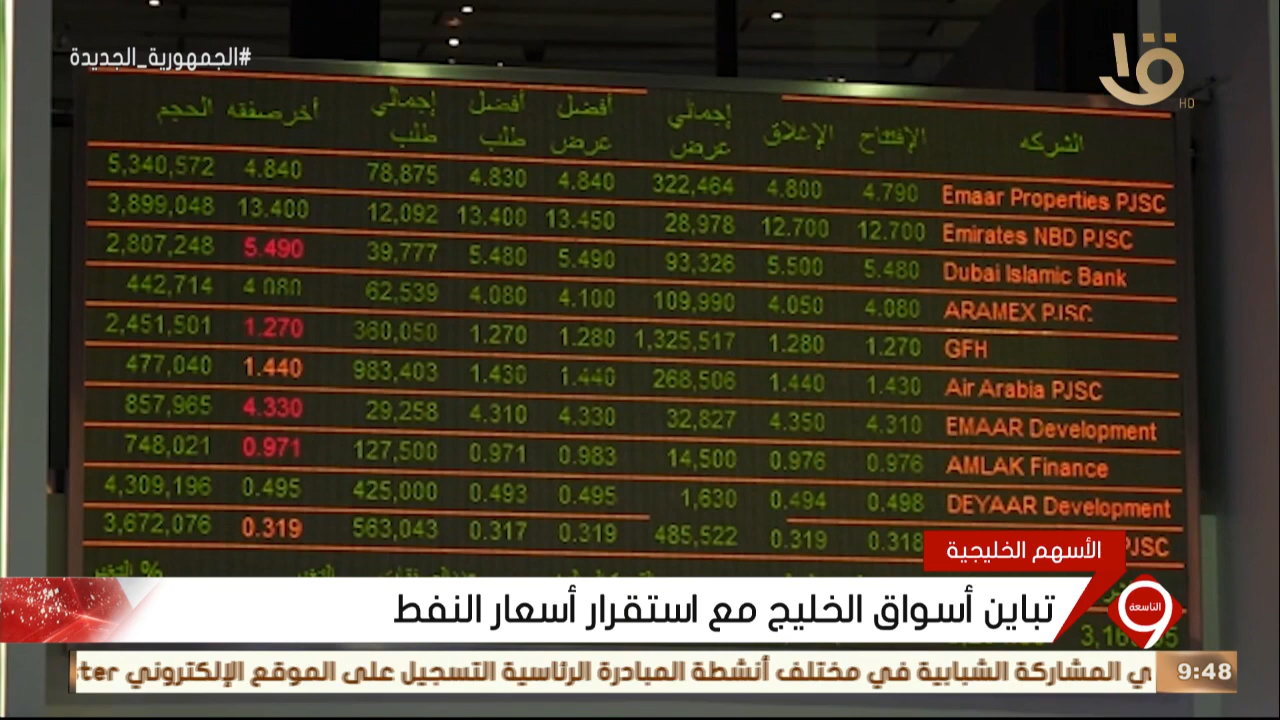 #الجمهورية_الجديدة
HD
الشركه الإفتتاح الإغلاق إجمالي عرض أفضل عرض أفضل طلب إجمالي طلب أخرصفقه الحجم
Emaar Properties PJSC 4.790 4.800 322,464 4.840 4.830 78,875 4.840 5,340,572
Emirates NBD PJSC 12.700 12.700 28,978 13.450 13.400 12,092 13.400 3,899,048
Dubai Islamic Bank 5.480 5.500 93,326 5.490 5.480 39,777 5.490 2,807,248
ARAMEX PJSC 4.080 4.050 109,990 4.100 4.080 62,539 4.080 442,714
GFH 1.270 1.280 1,325,517 1.280 1.270 360,050 1.270 2,451,501
Air Arabia PJSC 1.430 1.440 268,506 1.440 1.430 983,403 1.440 477,040
EMAAR Development 4.310 4.350 32,827 4.330 4.310 29,258 4.330 857,965
AMLAK Finance 0.976 0.976 14,500 0.983 0.971 127,500 0.971 748,021
DEYAAR Development 0.498 0.494 1,630 0.495 0.493 425,000 0.495 4,309,196
PJSC 0.318 0.319 485,522 0.319 0.317 563,043 0.319 3,672,076
الأسهم الخليجية
التاسعة
تباين أسواق الخليج مع استقرار أسعار النفط
9:48
ي المشاركة الشبابية في مختلف أنشطة المبادرة الرئاسية التسجيل على الموقع الإلكتروني ster